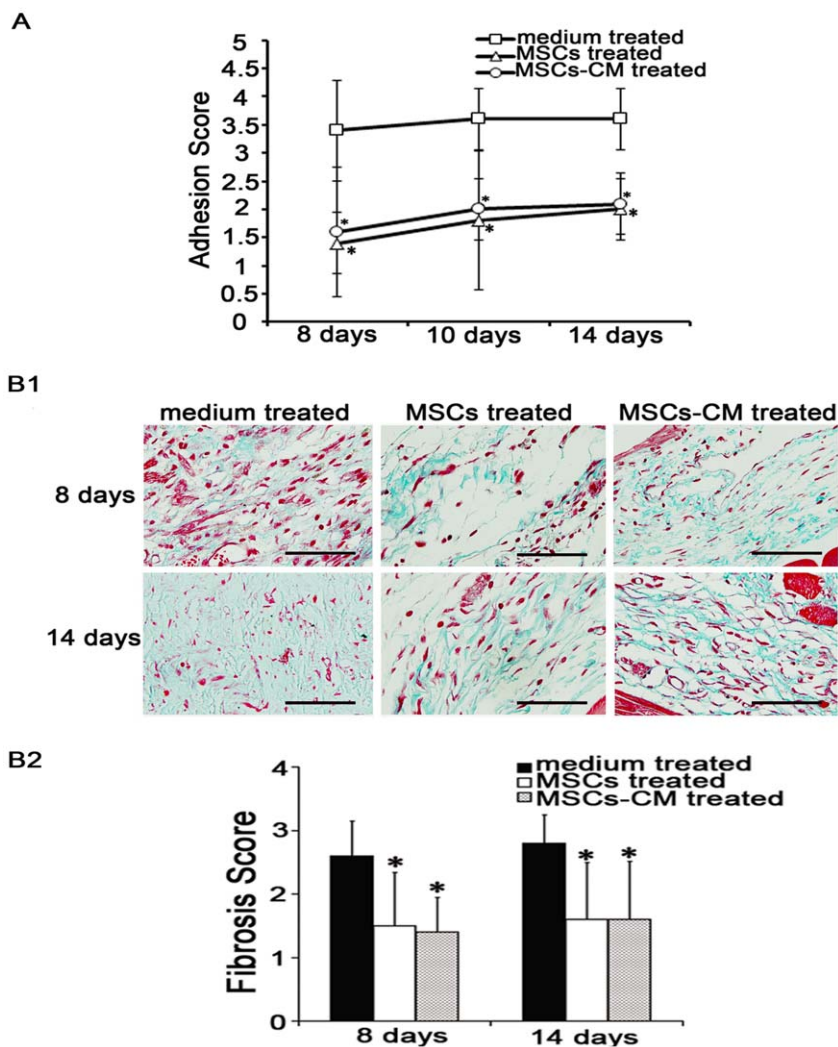 A
medium treated
MSCs treated
MSCs-CM treated
Adhesion Score
5
4.5
4
3.5
3
2.5
2
1.5
1
0.5
0
* * *
* * *
8 days 10 days 14 days
B1
medium treated MSCs treated MSCs-CM treated
8 days
14 days
B2
medium treated
MSCs treated
MSCs-CM treated
Fibrosis Score
4
3
2
1
0
* * * *
8 days 14 days